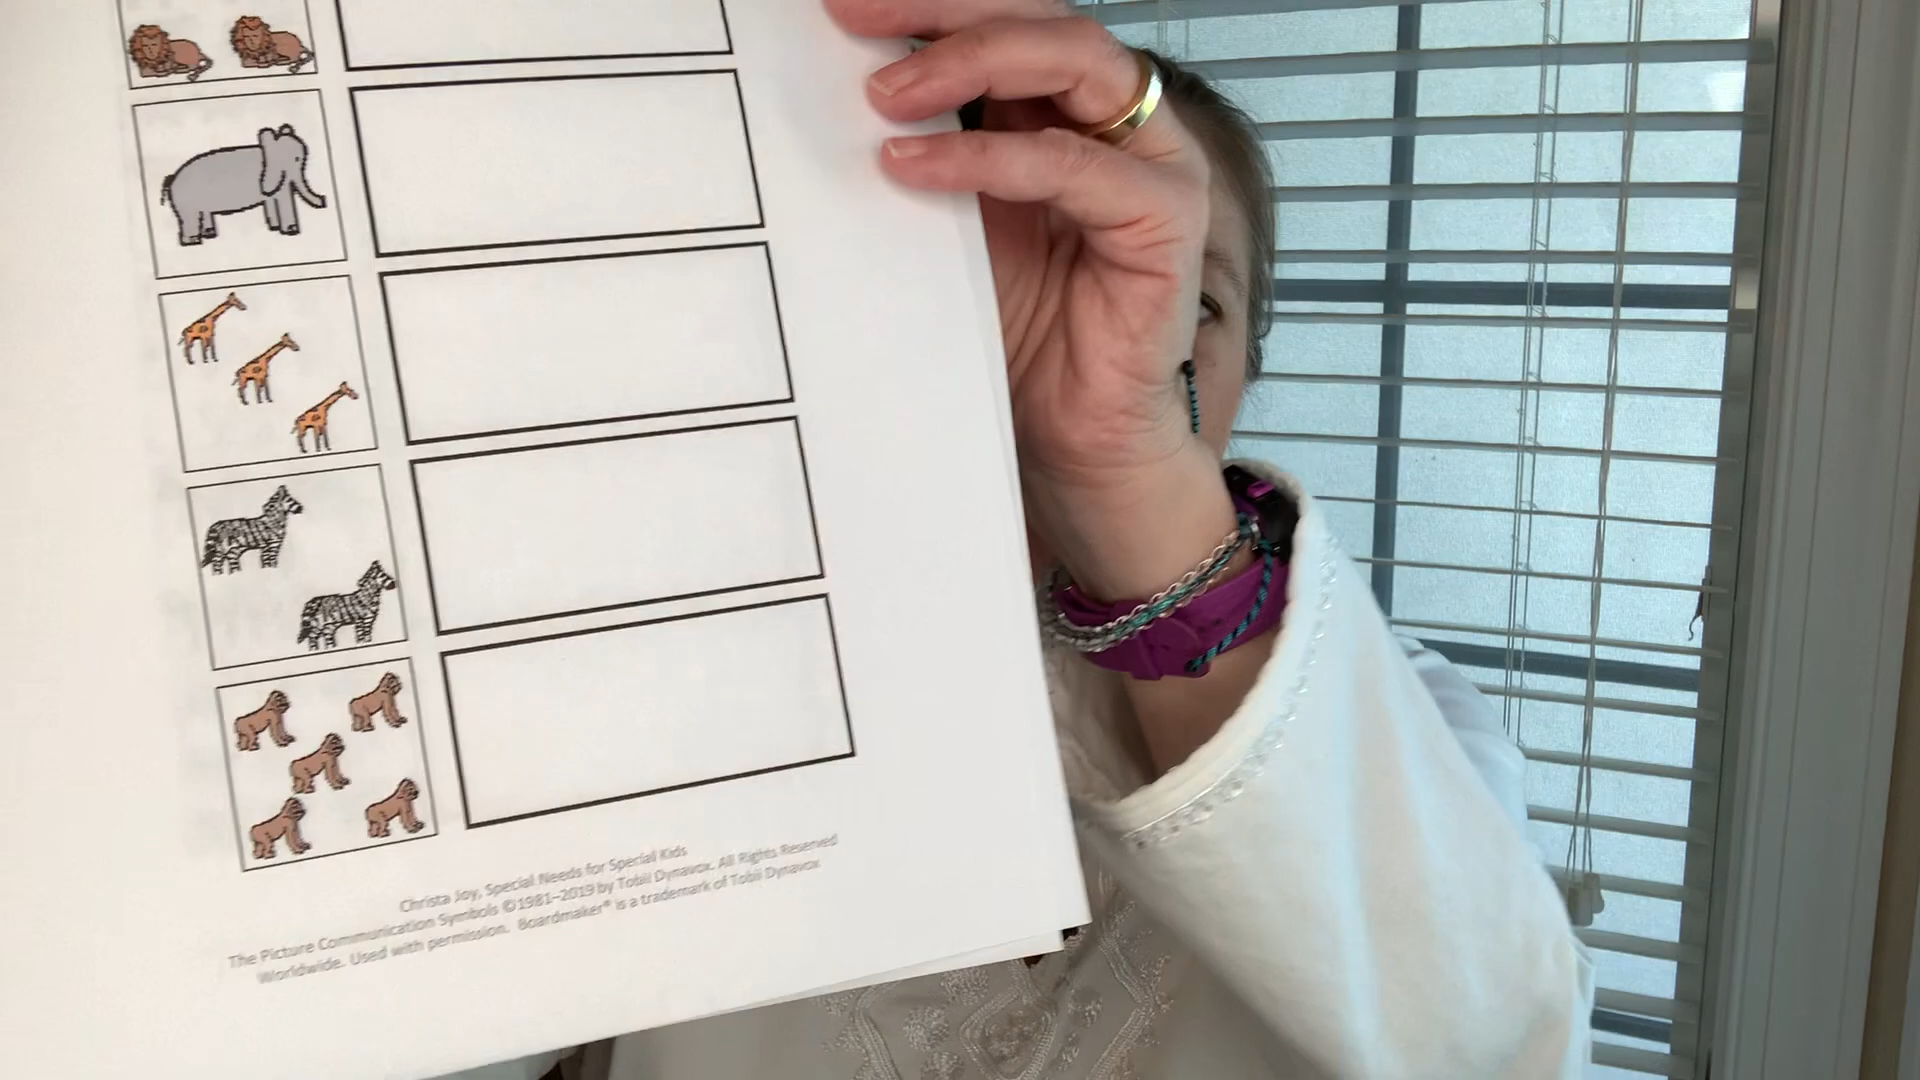 Christa Joy, Special Needs for Special Kids
The Picture Communication Symbols ©1981–2019 by Tobii Dynavox. All Rights Reserved
Worldwide. Used with permission. Boardmaker® is a trademark of Tobii Dynavox.